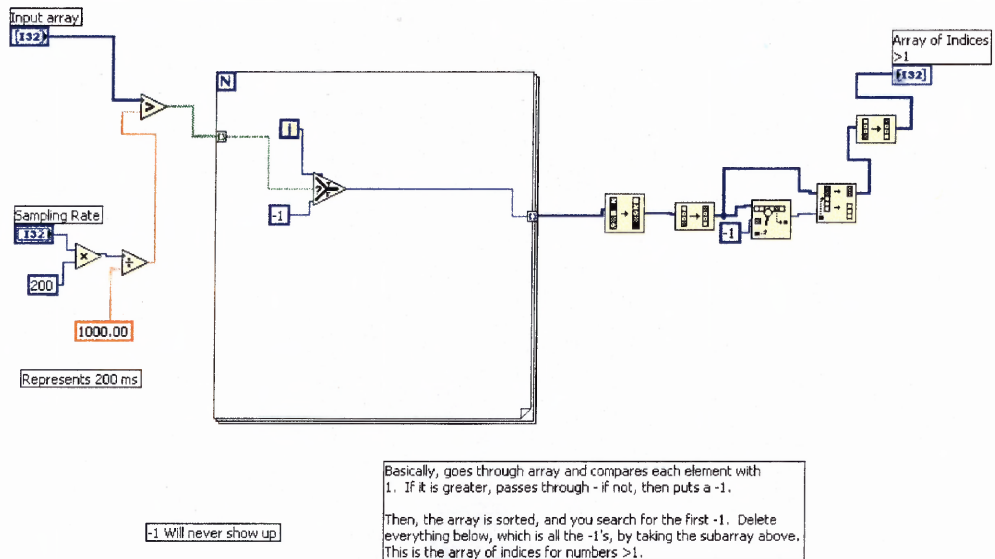 Input array
[I32]
N
i
-1
Sampling Rate
I32
200
1000.00
Represents 200 ms
-1
Array of Indices
>1
[I32]
-1 Will never show up
Basically, goes through array and compares each element with
1. If it is greater, passes through - if not, then puts a -1.
Then, the array is sorted, and you search for the first -1. Delete
everything below, which is all the -1's, by taking the subarray above.
This is the array of indices for numbers >1.